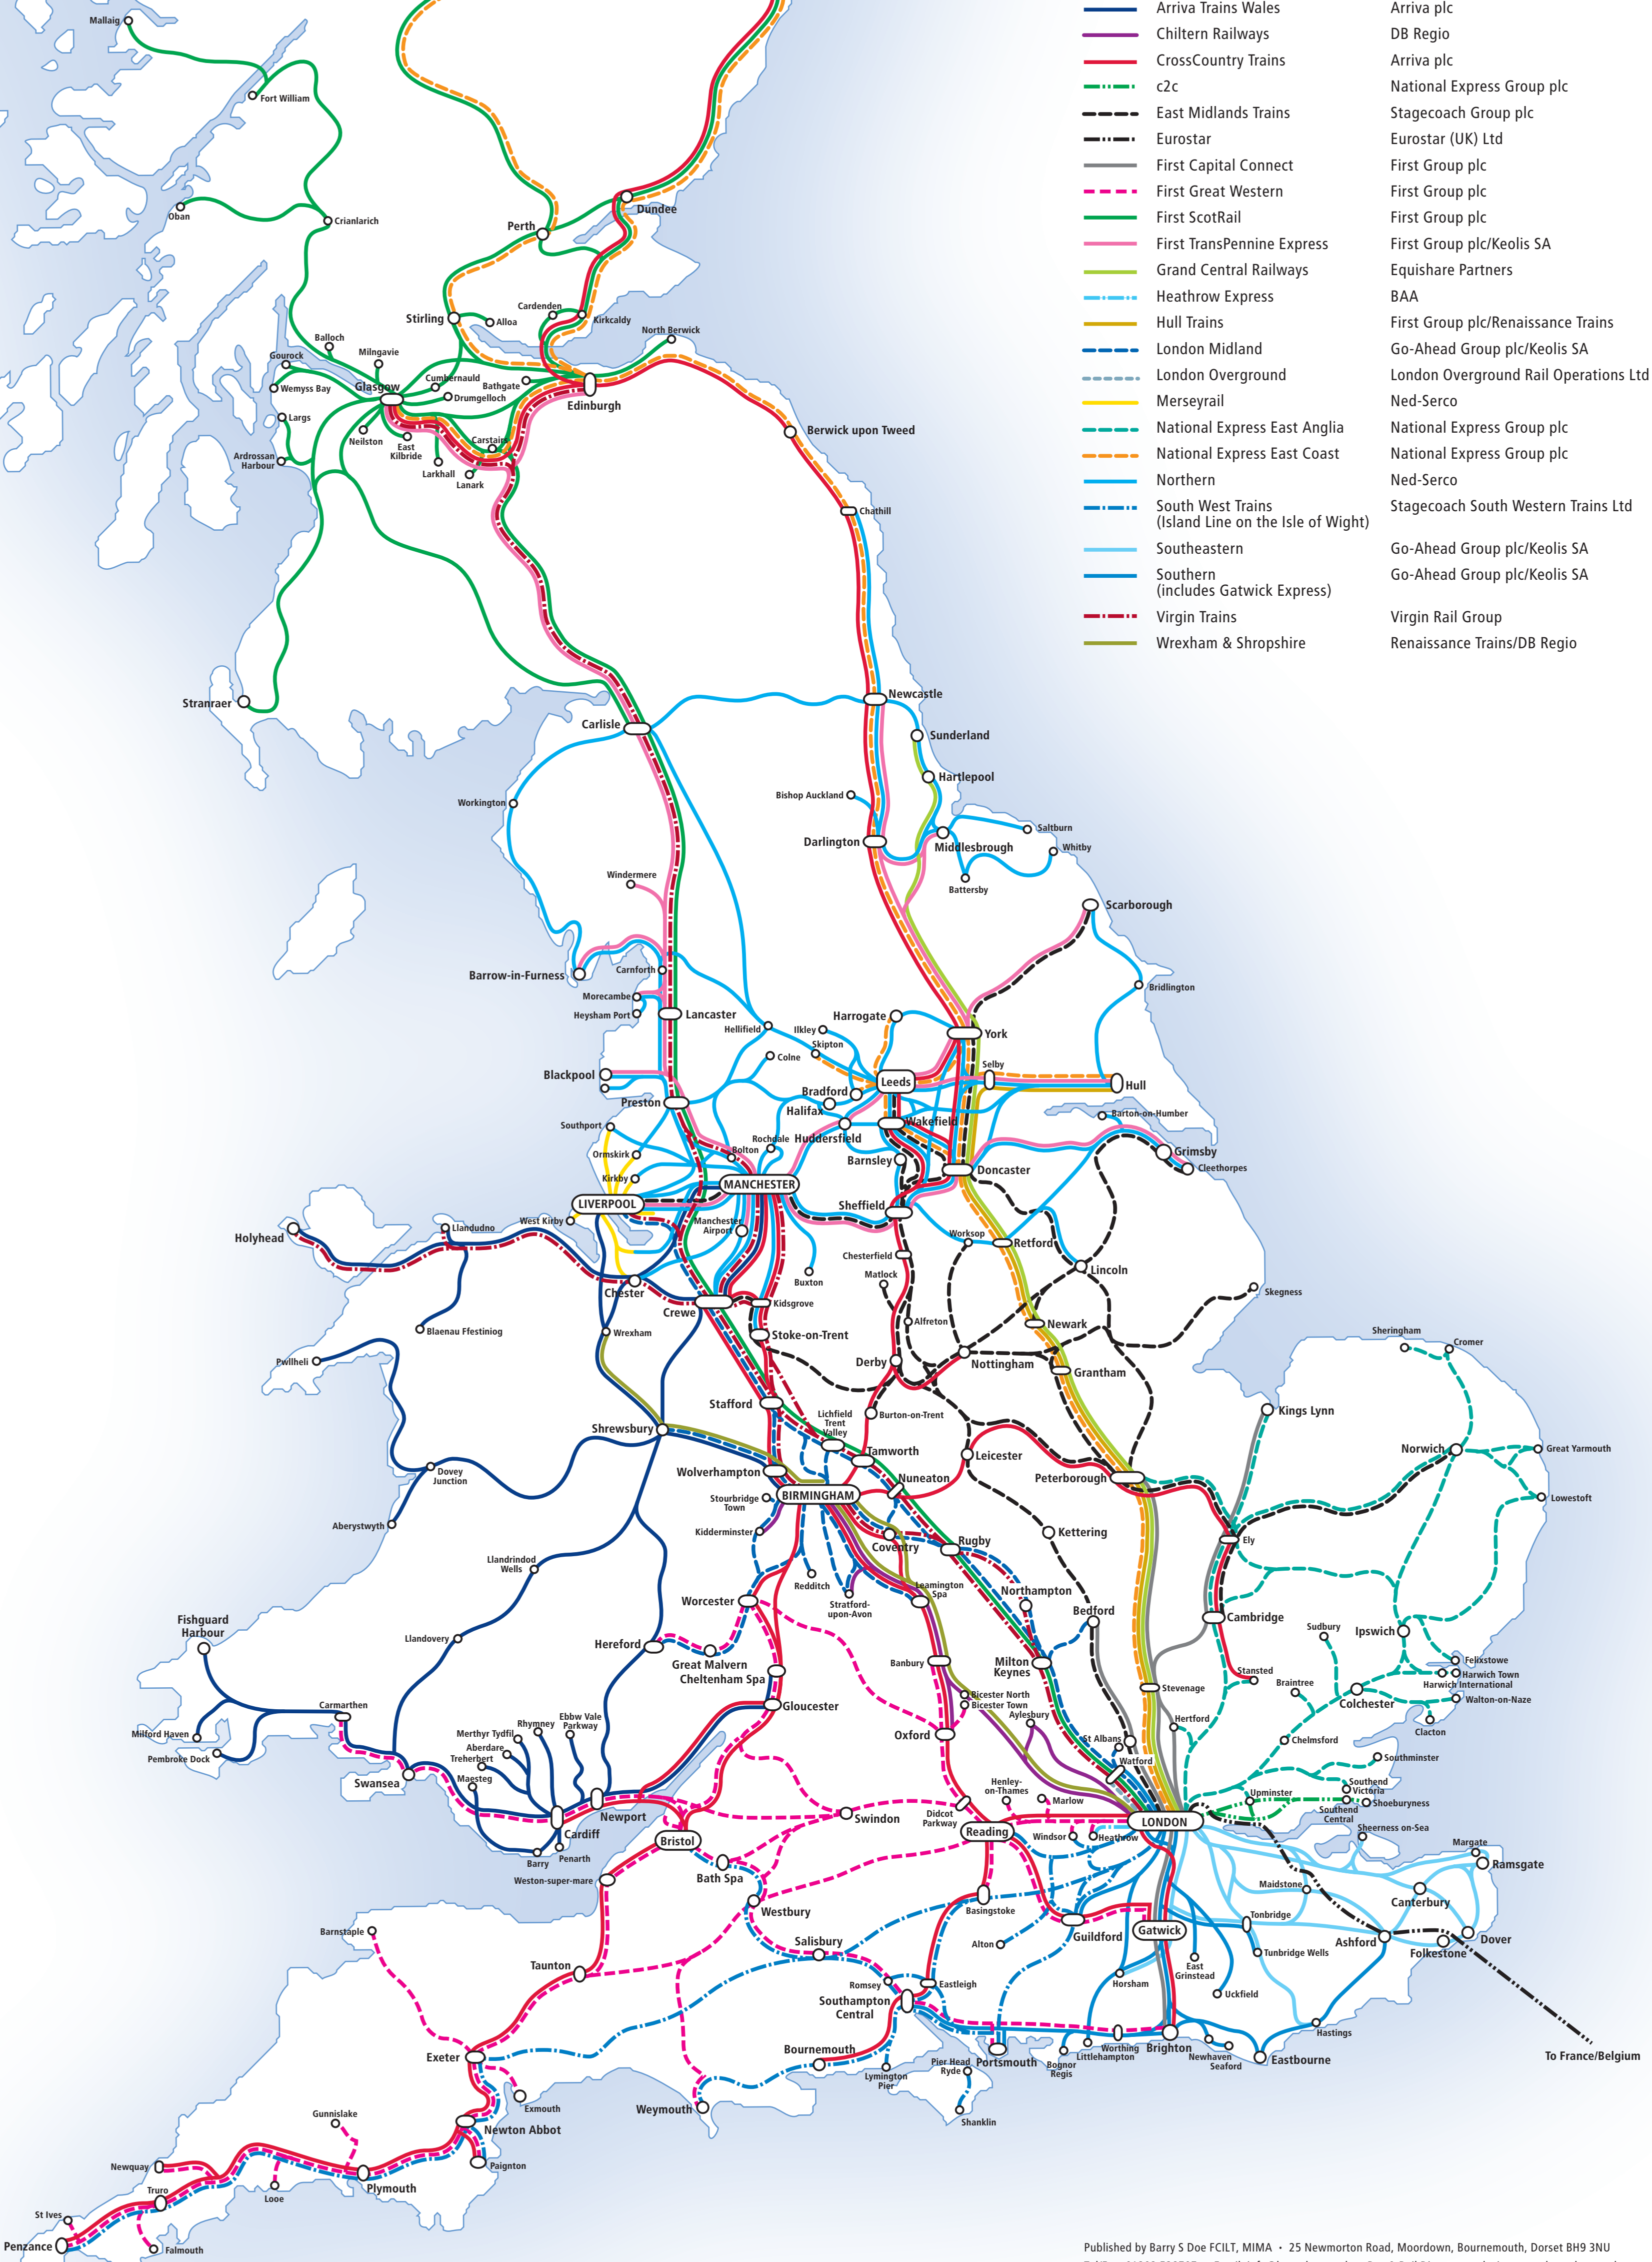 Arriva Trains Wales Arriva plc
Chiltern Railways DB Regio
CrossCountry Trains Arriva plc
c2c National Express Group plc
East Midlands Trains Stagecoach Group plc
Eurostar Eurostar (UK) Ltd
First Capital Connect First Group plc
First Great Western First Group plc
First ScotRail First Group plc
First TransPennine Express First Group plc/Keolis SA
Grand Central Railways Equishare Partners
Heathrow Express BAA
Hull Trains First Group plc/Renaissance Trains
London Midland Go-Ahead Group plc/Keolis SA
London Overground London Overground Rail Operations Ltd
Merseyrail Ned-Serco
National Express East Anglia National Express Group plc
National Express East Coast National Express Group plc
Northern Ned-Serco
South West Trains Stagecoach South Western Trains Ltd
(Island Line on the Isle of Wight)
Southeastern Go-Ahead Group plc/Keolis SA
Southern Go-Ahead Group plc/Keolis SA
(includes Gatwick Express)
Virgin Trains Virgin Rail Group
Wrexham & Shropshire Renaissance Trains/DB Regio
Mallaig
Fort William
Oban
Crianlarich
Dundee
Perth
Cardenden
Kirkcaldy
Stirling
Alloa
North Berwick
Balloch
Milngavie
Gourock
Glasgow
Cumbernauld
Bathgate
Wemyss Bay
Drumgelloch
Edinburgh
Largs
Neilston
East
Kilbride
Carstairs
Berwick upon Tweed
Ardrossan
Harbour
Larkhall
Lanark
Chathill
Stranraer
Newcastle
Carlisle
Sunderland
Hartlepool
Workington
Bishop Auckland
Saltburn
Darlington
Middlesbrough
Whitby
Windermere
Battersby
Scarborough
Barrow-in-Furness
Carnforth
Bridlington
Morecambe
Heysham Port
Lancaster
Hellifield
Ilkley
Harrogate
York
Skipton
Colne
Selby
Blackpool
Leeds
Hull
Bradford
Preston
Halifax
Barton-on-Humber
Southport
Wakefield
Huddersfield
Rochdale
Bolton
Ormskirk
Barnsley
Grimsby
Cleethorpes
Doncaster
Kirkby
MANCHESTER
LIVERPOOL
Sheffield
West Kirby
Manchester
Airport
Holyhead
Llandudno
Worksop
Retford
Chesterfield
Lincoln
Matlock
Buxton
Chester
Skegness
Crewe
Kidsgrove
Alfreton
Newark
Blaenau Ffestiniog
Wrexham
Stoke-on-Trent
Sheringham
Cromer
Pwllheli
Derby
Nottingham
Grantham
Stafford
Lichfield
Trent
Valley
Burton-on-Trent
Kings Lynn
Shrewsbury
Tamworth
Leicester
Norwich
Great Yarmouth
Dovey
Junction
Wolverhampton
Nuneaton
Peterborough
BIRMINGHAM
Stourbridge
Town
Lowestoft
Aberystwyth
Kidderminster
Coventry
Rugby
Kettering
Ely
Llandrindod
Wells
Redditch
Stratford-
upon-Avon
Leamington
Spa
Northampton
Worcester
Bedford
Cambridge
Fishguard
Harbour
Llandovery
Hereford
Sudbury
Ipswich
Great Malvern
Cheltenham Spa
Banbury
Milton
Keynes
Felixstowe
Harwich Town
Harwich International
Stansted
Braintree
Stevenage
Colchester
Walton-on-Naze
Carmarthen
Gloucester
Bicester North
Bicester Town
Aylesbury
Clacton
Milford Haven
Pembroke Dock
Merthyr Tydfil
Rhymney
Ebbw Vale
Parkway
Aberdare
Treherbert
Maesteg
Oxford
Hertford
Chelmsford
St Albans
Watford
Southminster
Swansea
Henley-
on-Thames
Marlow
Upminster
Southend
Victoria
Shoeburyness
Southend
Central
Newport
Swindon
Didcot
Parkway
LONDON
Cardiff
Bristol
Reading
Windsor
Heathrow
Sheerness on-Sea
Margate
Ramsgate
Barry
Penarth
Bath Spa
Weston-super-mare
Maidstone
Canterbury
Westbury
Basingstoke
Tonbridge
Barnstaple
Guildford
Gatwick
Ashford
Folkestone
Dover
Salisbury
Alton
Tunbridge Wells
Taunton
Horsham
East
Grinstead
Romsey
Eastleigh
Uckfield
Southampton
Central
Hastings
Exeter
Bournemouth
Pier Head
Ryde
Portsmouth
Bognor
Regis
Littlehampton
Worthing
Brighton
Newhaven
Seaford
Eastbourne
To France/Belgium
Lymington
Pier
Exmouth
Weymouth
Shanklin
Gunnislake
Newton Abbot
Newquay
Paignton
Truro
Looe
Plymouth
St Ives
Penzance
Falmouth
Published by Barry S Doe FCILT, MIMA • 25 Newmorton Road, Moordown, Bournemouth, Dorset BH9 3NU